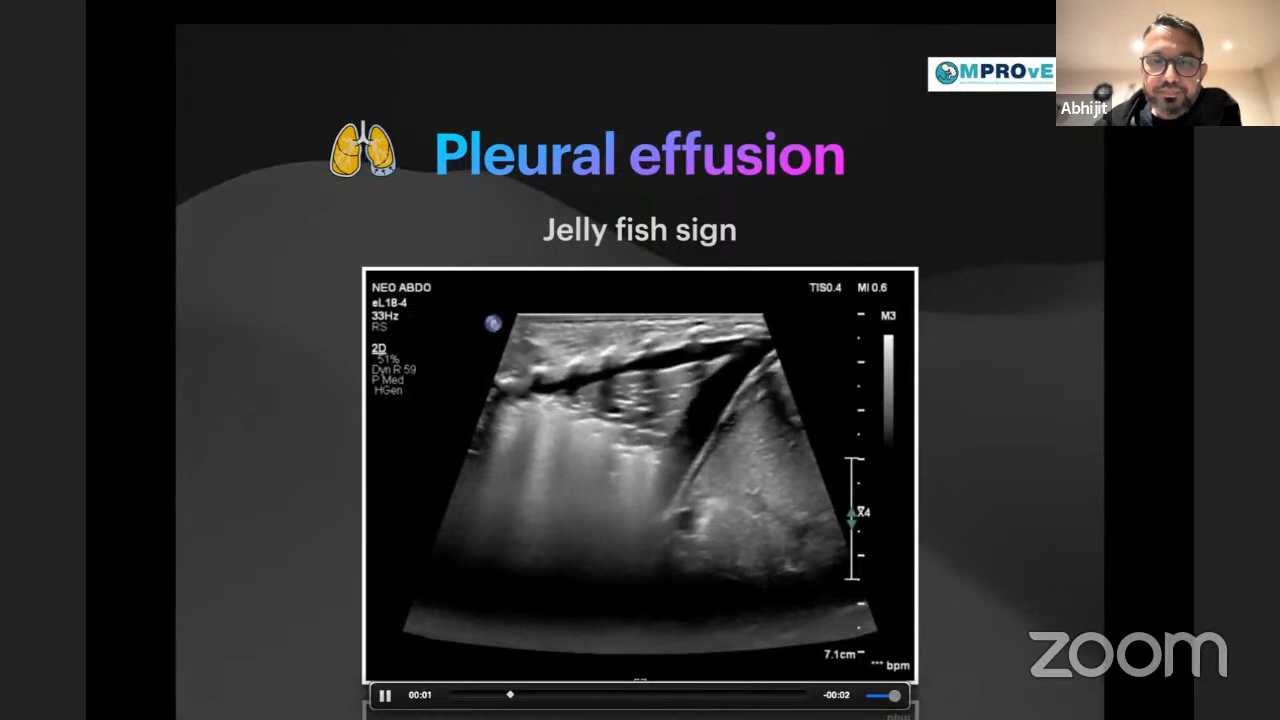 OMPROvE
Abhijit
Pleural effusion
Jelly fish sign
NEO ABDO
TIS0.4 MI 0.6
eL18-4
33Hz
RS
M3
2D
51%
Dyn R 59
P Med
HGen
P
X4
7.1cm
*** bpm
00:01
-00:02
zoom